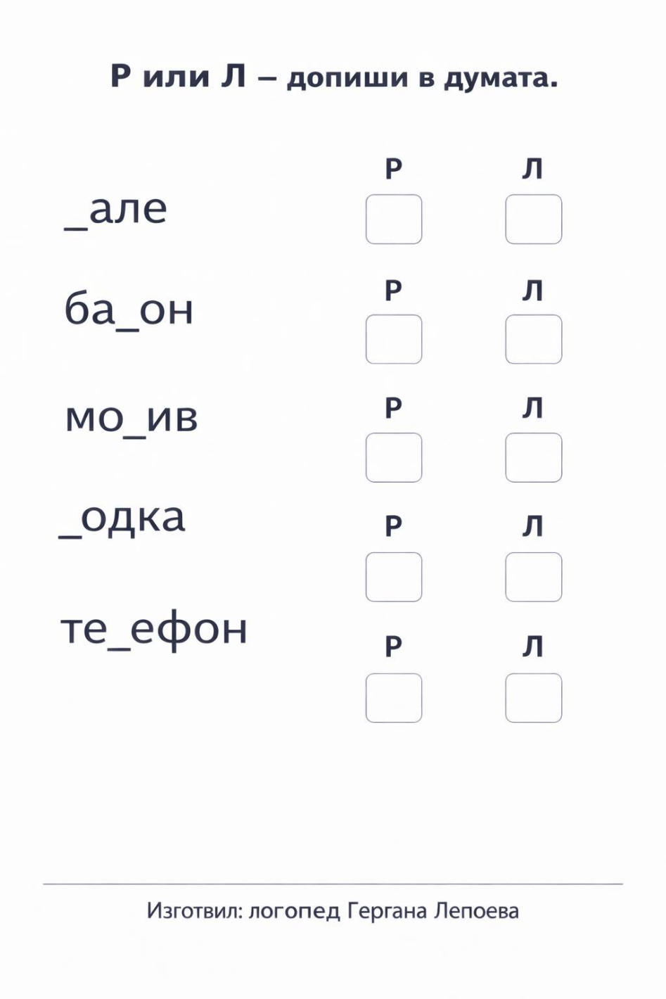 Р или Л – допиши в думата.
Р Л
_але
Р Л
ба_он
Р Л
мо_ив
Р Л
_одка
те_ефон
Р Л
Изготвил: логопед Гергана Лепоева